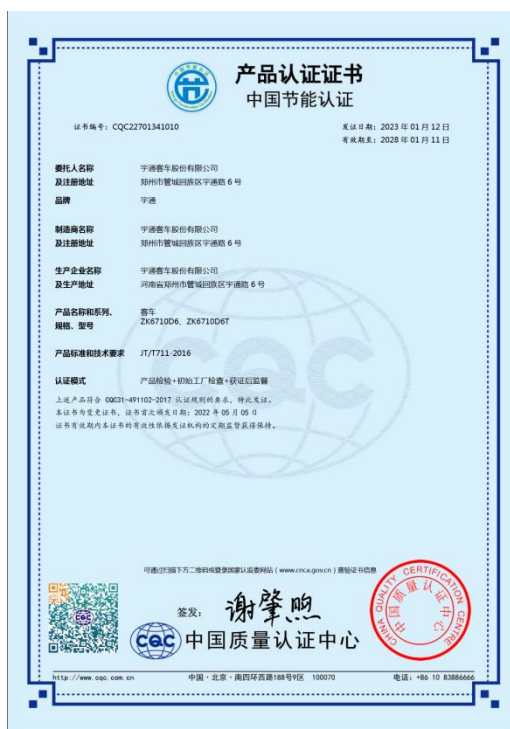 产品认证证书
中国节能认证
证书编号：CQC22701341010
发证日期：2023 年 01 月 12 日
有效期至：2028 年 01 月 11 日
委托人名称 宇通客车股份有限公司
及注册地址 郑州市管城回族区宇通路 6 号
品牌 宇通
制造商名称 宇通客车股份有限公司
及注册地址 郑州市管城回族区宇通路 6 号
生产企业名称 宇通客车股份有限公司
及生产地址 河南省郑州市管城回族区宇通路 6 号
产品名称和系列、 客车
规格、型号 ZK6710D6、ZK6710D6T
产品标准和技术要求 JT/T711-2016
认证模式 产品检验+初始工厂检查+获证后监督
上述产品符合 CQC31-491102-2017 认证规则的要求，特此发证。
本证书为变更证书，证书首次颁发日期：2022 年 05 月 05 日
证书有效期内本证书的有效性依据发证机构的定期监督获得保持。
CQC
可通过扫描下方二维码或登录国家认监委网站（www.cnca.gov.cn）查验证书信息
签发： 谢肇煦
CQC 中国质量认证中心
CHINA QUALITY CERTIFICATION CENTRE
中国质量认证中心
http://www.cqc.com.cn 中国·北京·南四环西路188号9区 100070 电话：+86 10 83886666